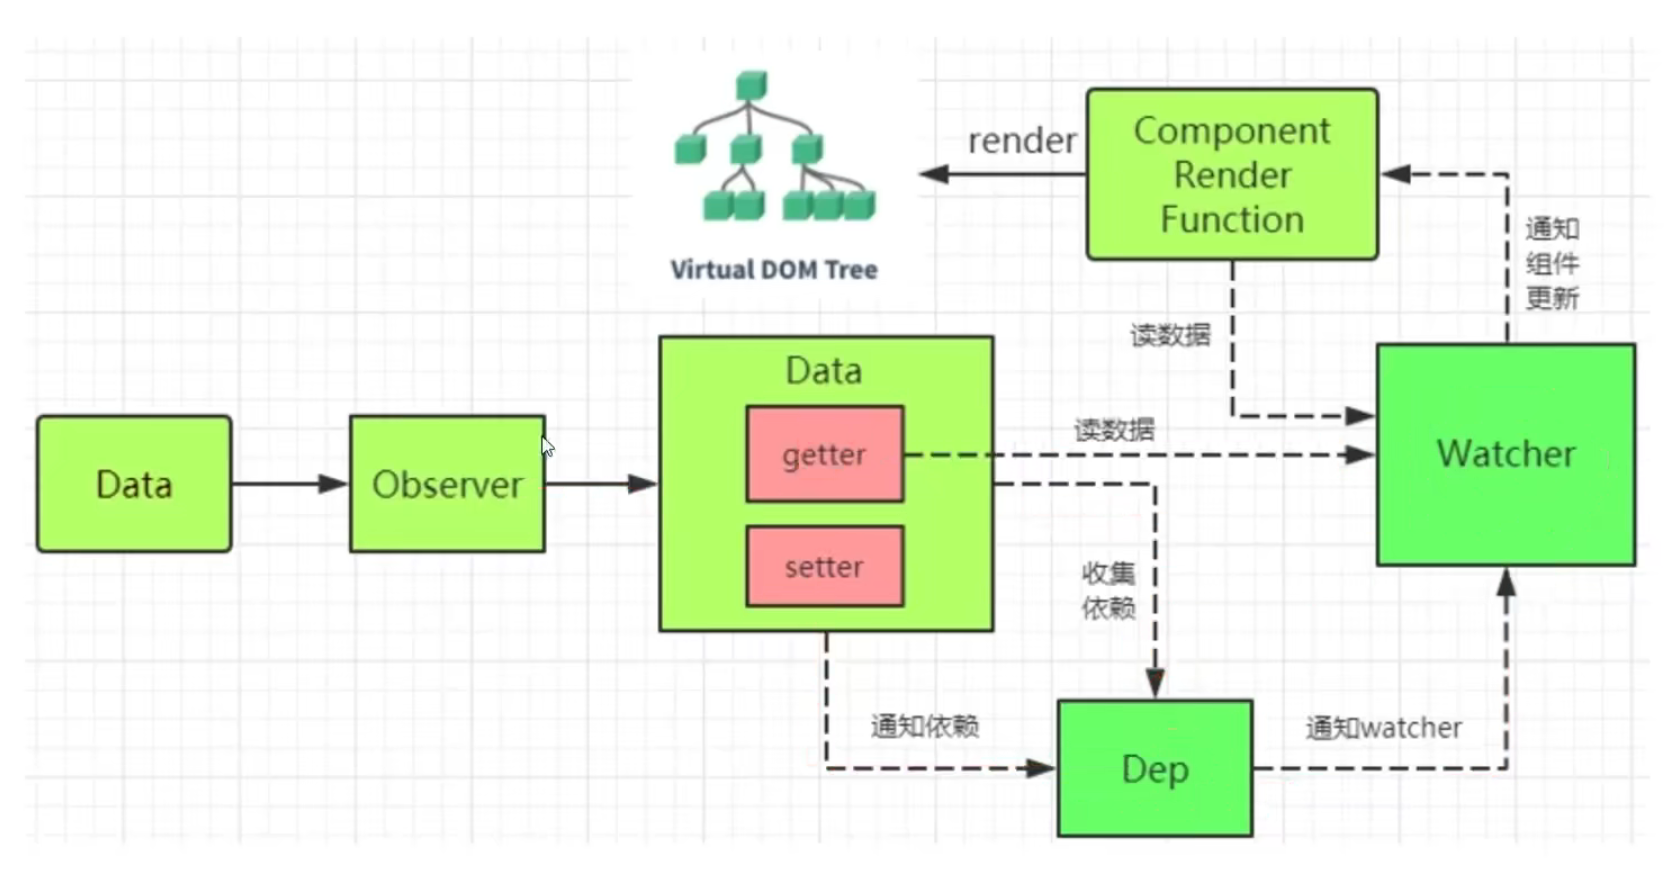 render
Component
Render
Function
Virtual DOM Tree
通知
组件
更新
读数据
Data
Observer
Data
getter
setter
读数据
Watcher
收集
依赖
通知依赖
Dep
通知watcher